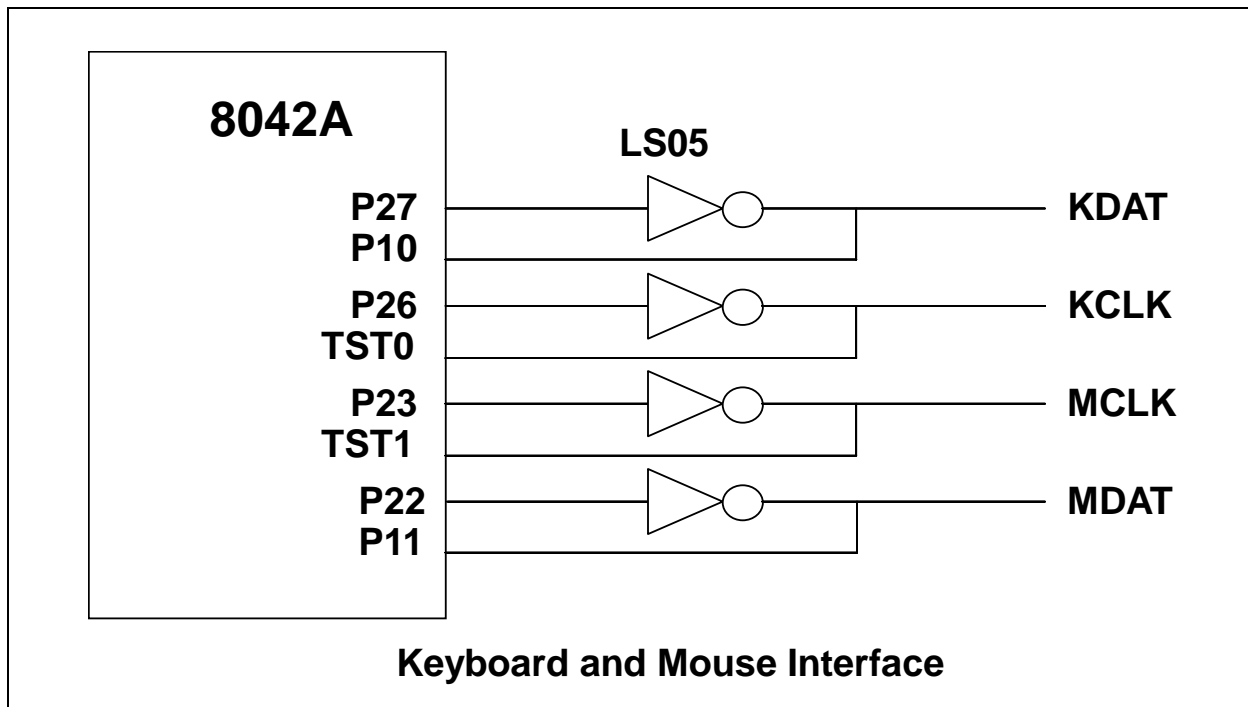 8042A
LS05
P27
KDAT
P10
P26
KCLK
TST0
P23
MCLK
TST1
P22
MDAT
P11
Keyboard and Mouse Interface